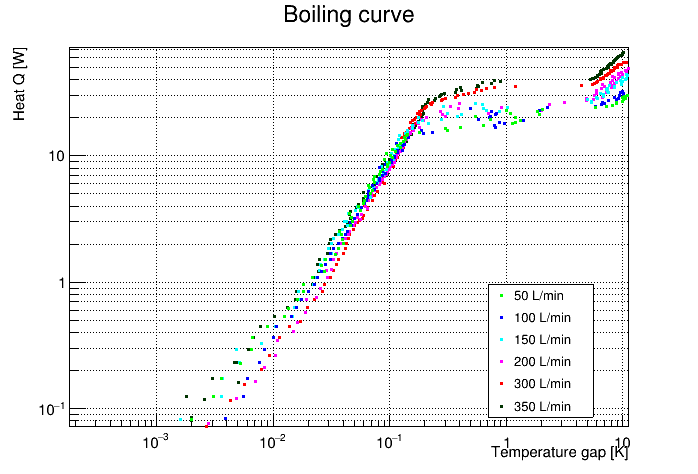 Boiling curve
Heat Q [W]
10
1
10⁻¹
50 L/min
100 L/min
150 L/min
200 L/min
300 L/min
350 L/min
10⁻³ 10⁻² 10⁻¹ 1 10
Temperature gap [K]